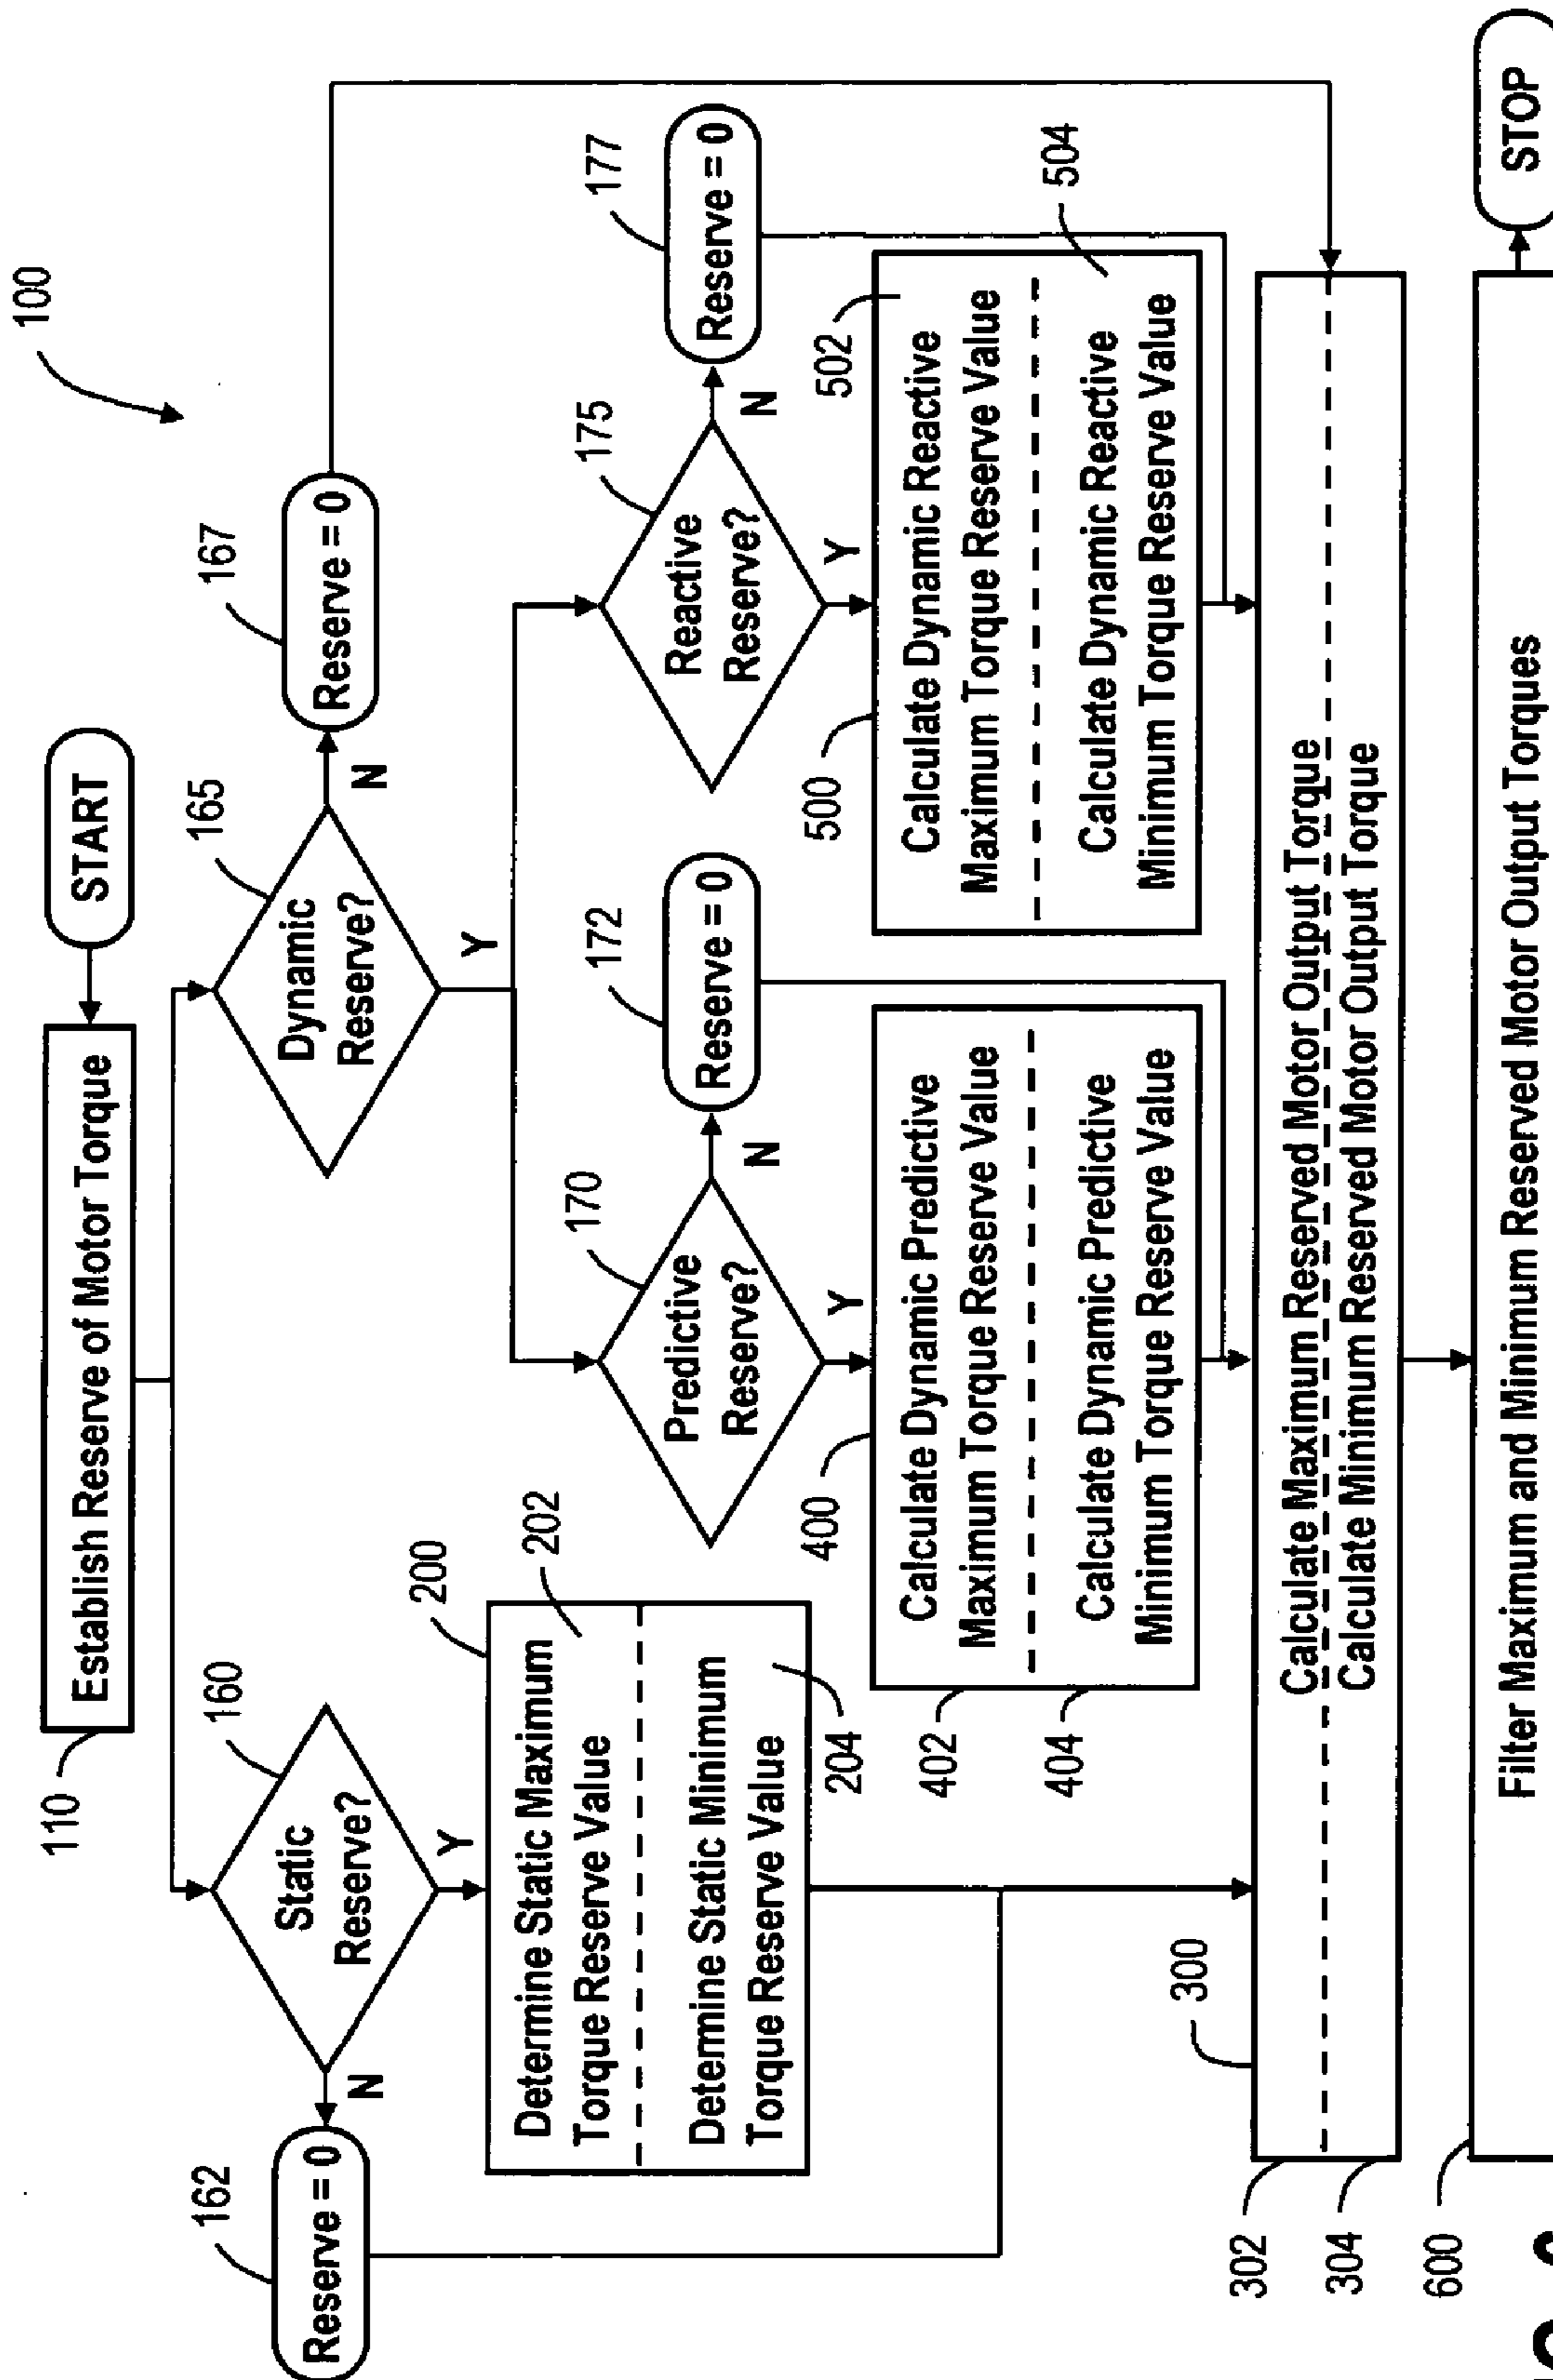 100
START
Establish Reserve of Motor Torque
110
160
Static
Reserve?
N
Y
162
Reserve = 0
165
Dynamic
Reserve?
N
Y
167
Reserve = 0
200
202
Determine Static Maximum
Torque Reserve Value
Determine Static Minimum
Torque Reserve Value
204
170
Predictive
Reserve?
N
Y
172
Reserve = 0
175
Reactive
Reserve?
N
Y
177
Reserve = 0
400
Calculate Dynamic Predictive
Maximum Torque Reserve Value
Calculate Dynamic Predictive
Minimum Torque Reserve Value
402
404
500
502
Calculate Dynamic Reactive
Maximum Torque Reserve Value
Calculate Dynamic Reactive
Minimum Torque Reserve Value
504
300
302
Calculate Maximum Reserved Motor Output Torque
304
Calculate Minimum Reserved Motor Output Torque
600
Filter Maximum and Minimum Reserved Motor Output Torques
STOP